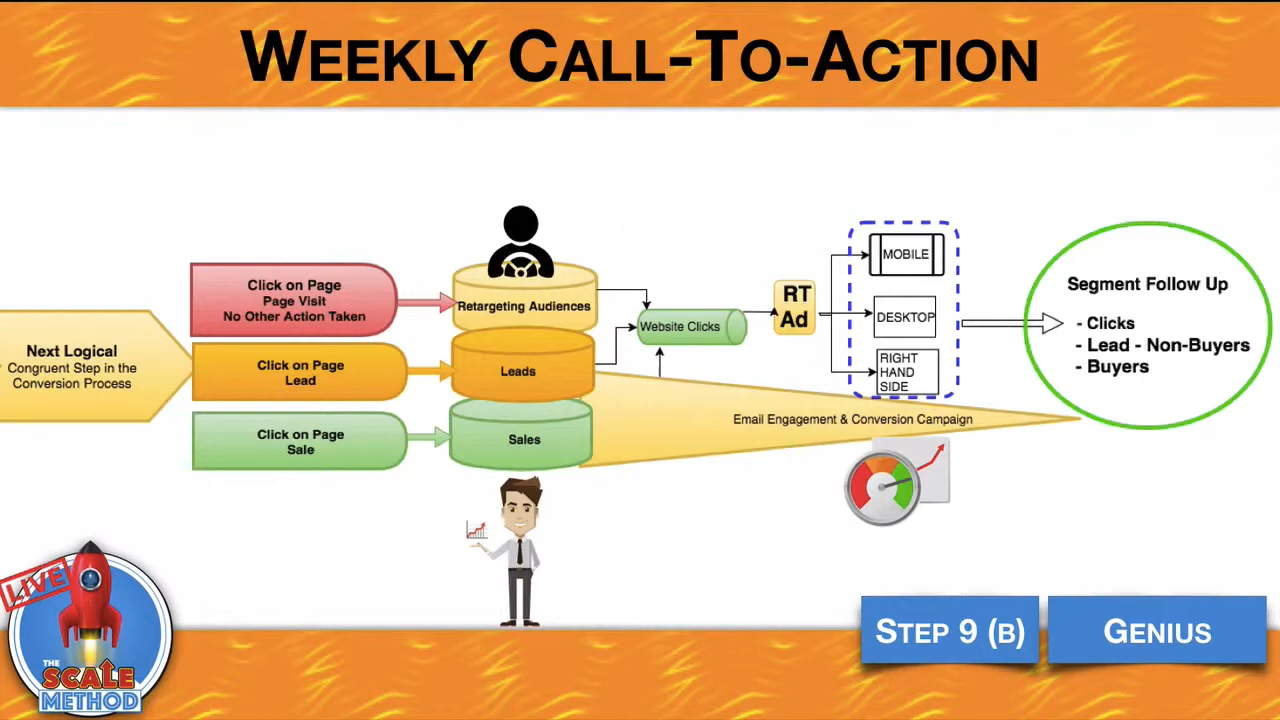 WEEKLY CALL-TO-ACTION
Next Logical
Congruent Step in the
Conversion Process
Click on Page
Page Visit
No Other Action Taken
Click on Page
Lead
Click on Page
Sale
Retargeting Audiences
Leads
Sales
Website Clicks
RT
Ad
MOBILE
DESKTOP
RIGHT
HAND
SIDE
Email Engagement & Conversion Campaign
Segment Follow Up
- Clicks
- Lead - Non-Buyers
- Buyers
LIVE
THE
SCALE
METHOD
STEP 9 (B)
GENIUS